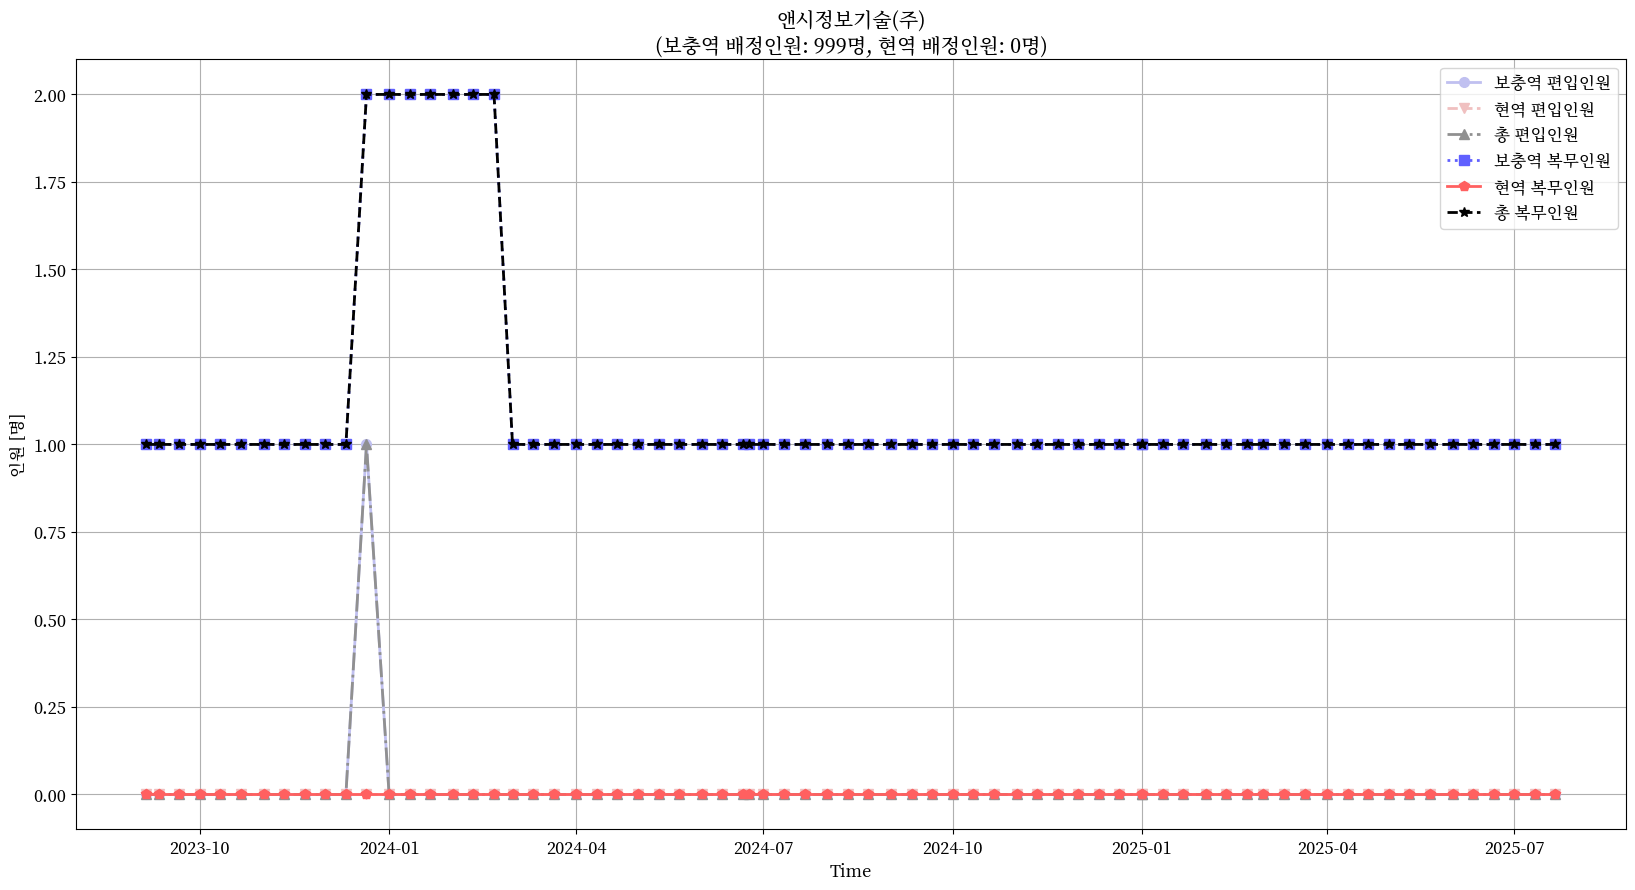 앤시정보기술(주)
(보충역 배정인원: 999명, 현역 배정인원: 0명)
보충역 편입인원
현역 편입인원
총 편입인원
보충역 복무인원
현역 복무인원
총 복무인원
인원 [명]
2.00
1.75
1.50
1.25
1.00
0.75
0.50
0.25
0.00
2023-10
2024-01
2024-04
2024-07
2024-10
2025-01
2025-04
2025-07
Time